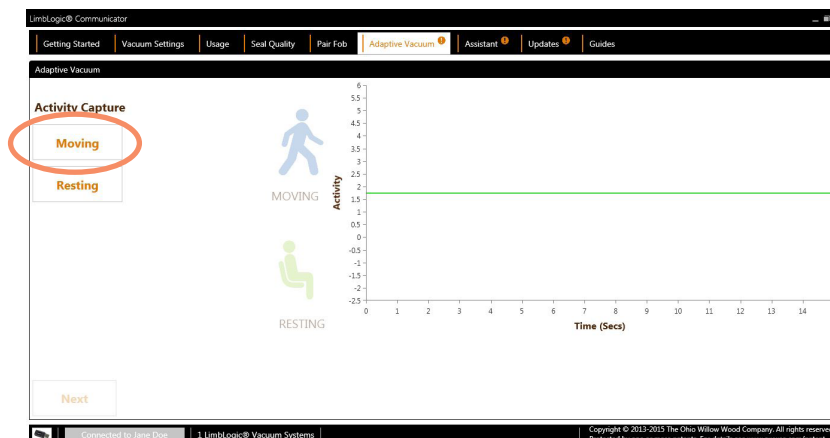 LimbLogic® Communicator
Getting Started Vacuum Settings Usage Seal Quality Pair Fob Adaptive Vacuum ! Assistant ! Updates ! Guides
Adaptive Vacuum
Activity Capture
Moving
Resting
MOVING
RESTING
Activity
6
5.5
5
4.5
4
3.5
3
2.5
2
1.5
1
0.5
0
-0.5
-1
-1.5
-2
-2.5
0 1 2 3 4 5 6 7 8 9 10 11 12 13 14
Time (Secs)
Next
Connected to Jane Doe 1 LimbLogic® Vacuum Systems
Copyright © 2013-2015 The Ohio Willow Wood Company. All rights reserve